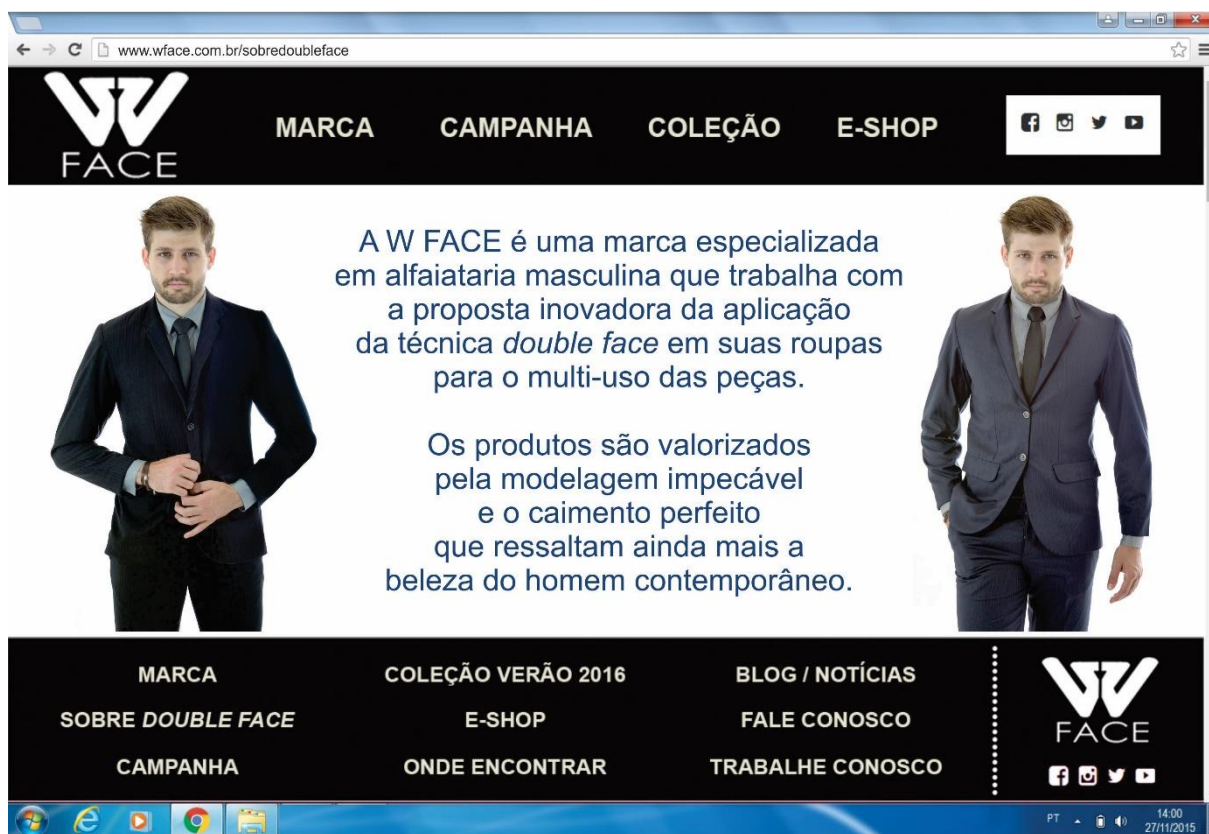 www.wface.com.br/sobredoubleface
W
FACE
MARCA CAMPANHA COLEÇÃO E-SHOP
A W FACE é uma marca especializada
em alfaiataria masculina que trabalha com
a proposta inovadora da aplicação
da técnica double face em suas roupas
para o multi-uso das peças.
Os produtos são valorizados
pela modelagem impecável
e o caimento perfeito
que ressaltam ainda mais a
beleza do homem contemporâneo.
MARCA COLEÇÃO VERÃO 2016 BLOG / NOTÍCIAS
SOBRE DOUBLE FACE E-SHOP FALE CONOSCO
CAMPANHA ONDE ENCONTRAR TRABALHE CONOSCO
W
FACE
PT 14:00
27/11/2015